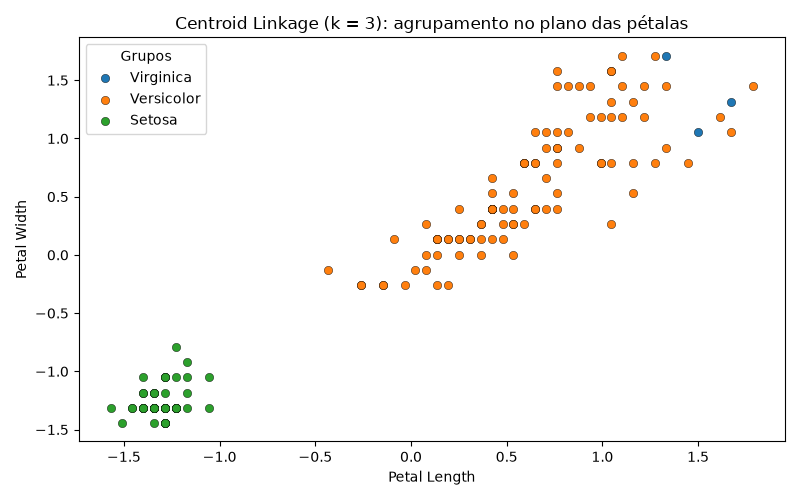 Centroid Linkage (k = 3): agrupamento no plano das pétalas
Grupos
Virginica
Versicolor
Setosa
Petal Width
1.5
1.0
0.5
0.0
−0.5
−1.0
−1.5
−1.5
−1.0
−0.5
0.0
0.5
1.0
1.5
Petal Length